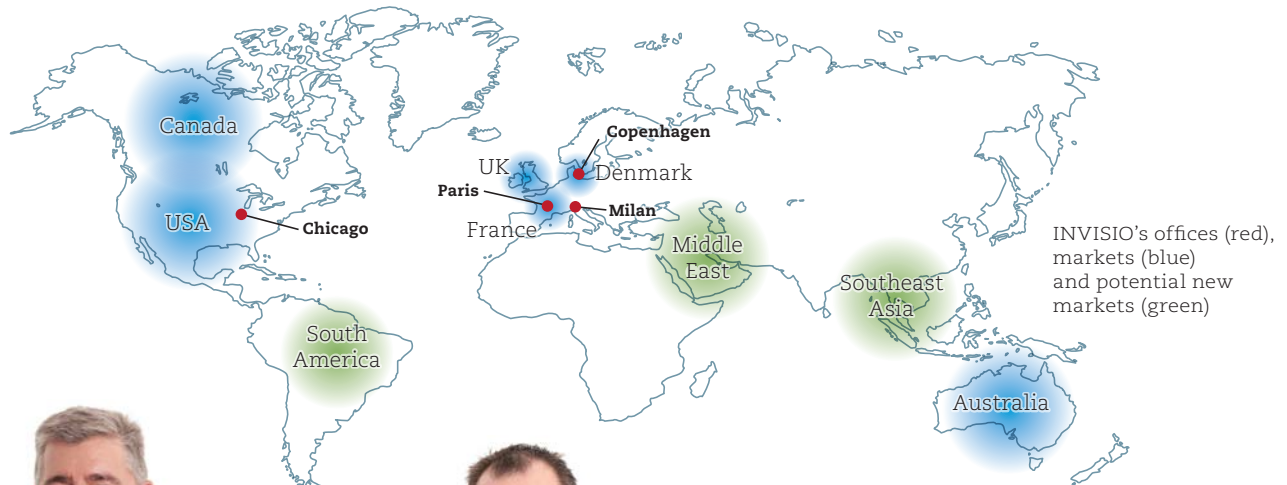 Canada
USA
Chicago
Copenhagen
UK
Denmark
Paris
Milan
France
Middle
East
Southeast
Asia
South
America
Australia
INVISIO’s offices (red),
markets (blue)
and potential new
markets (green)